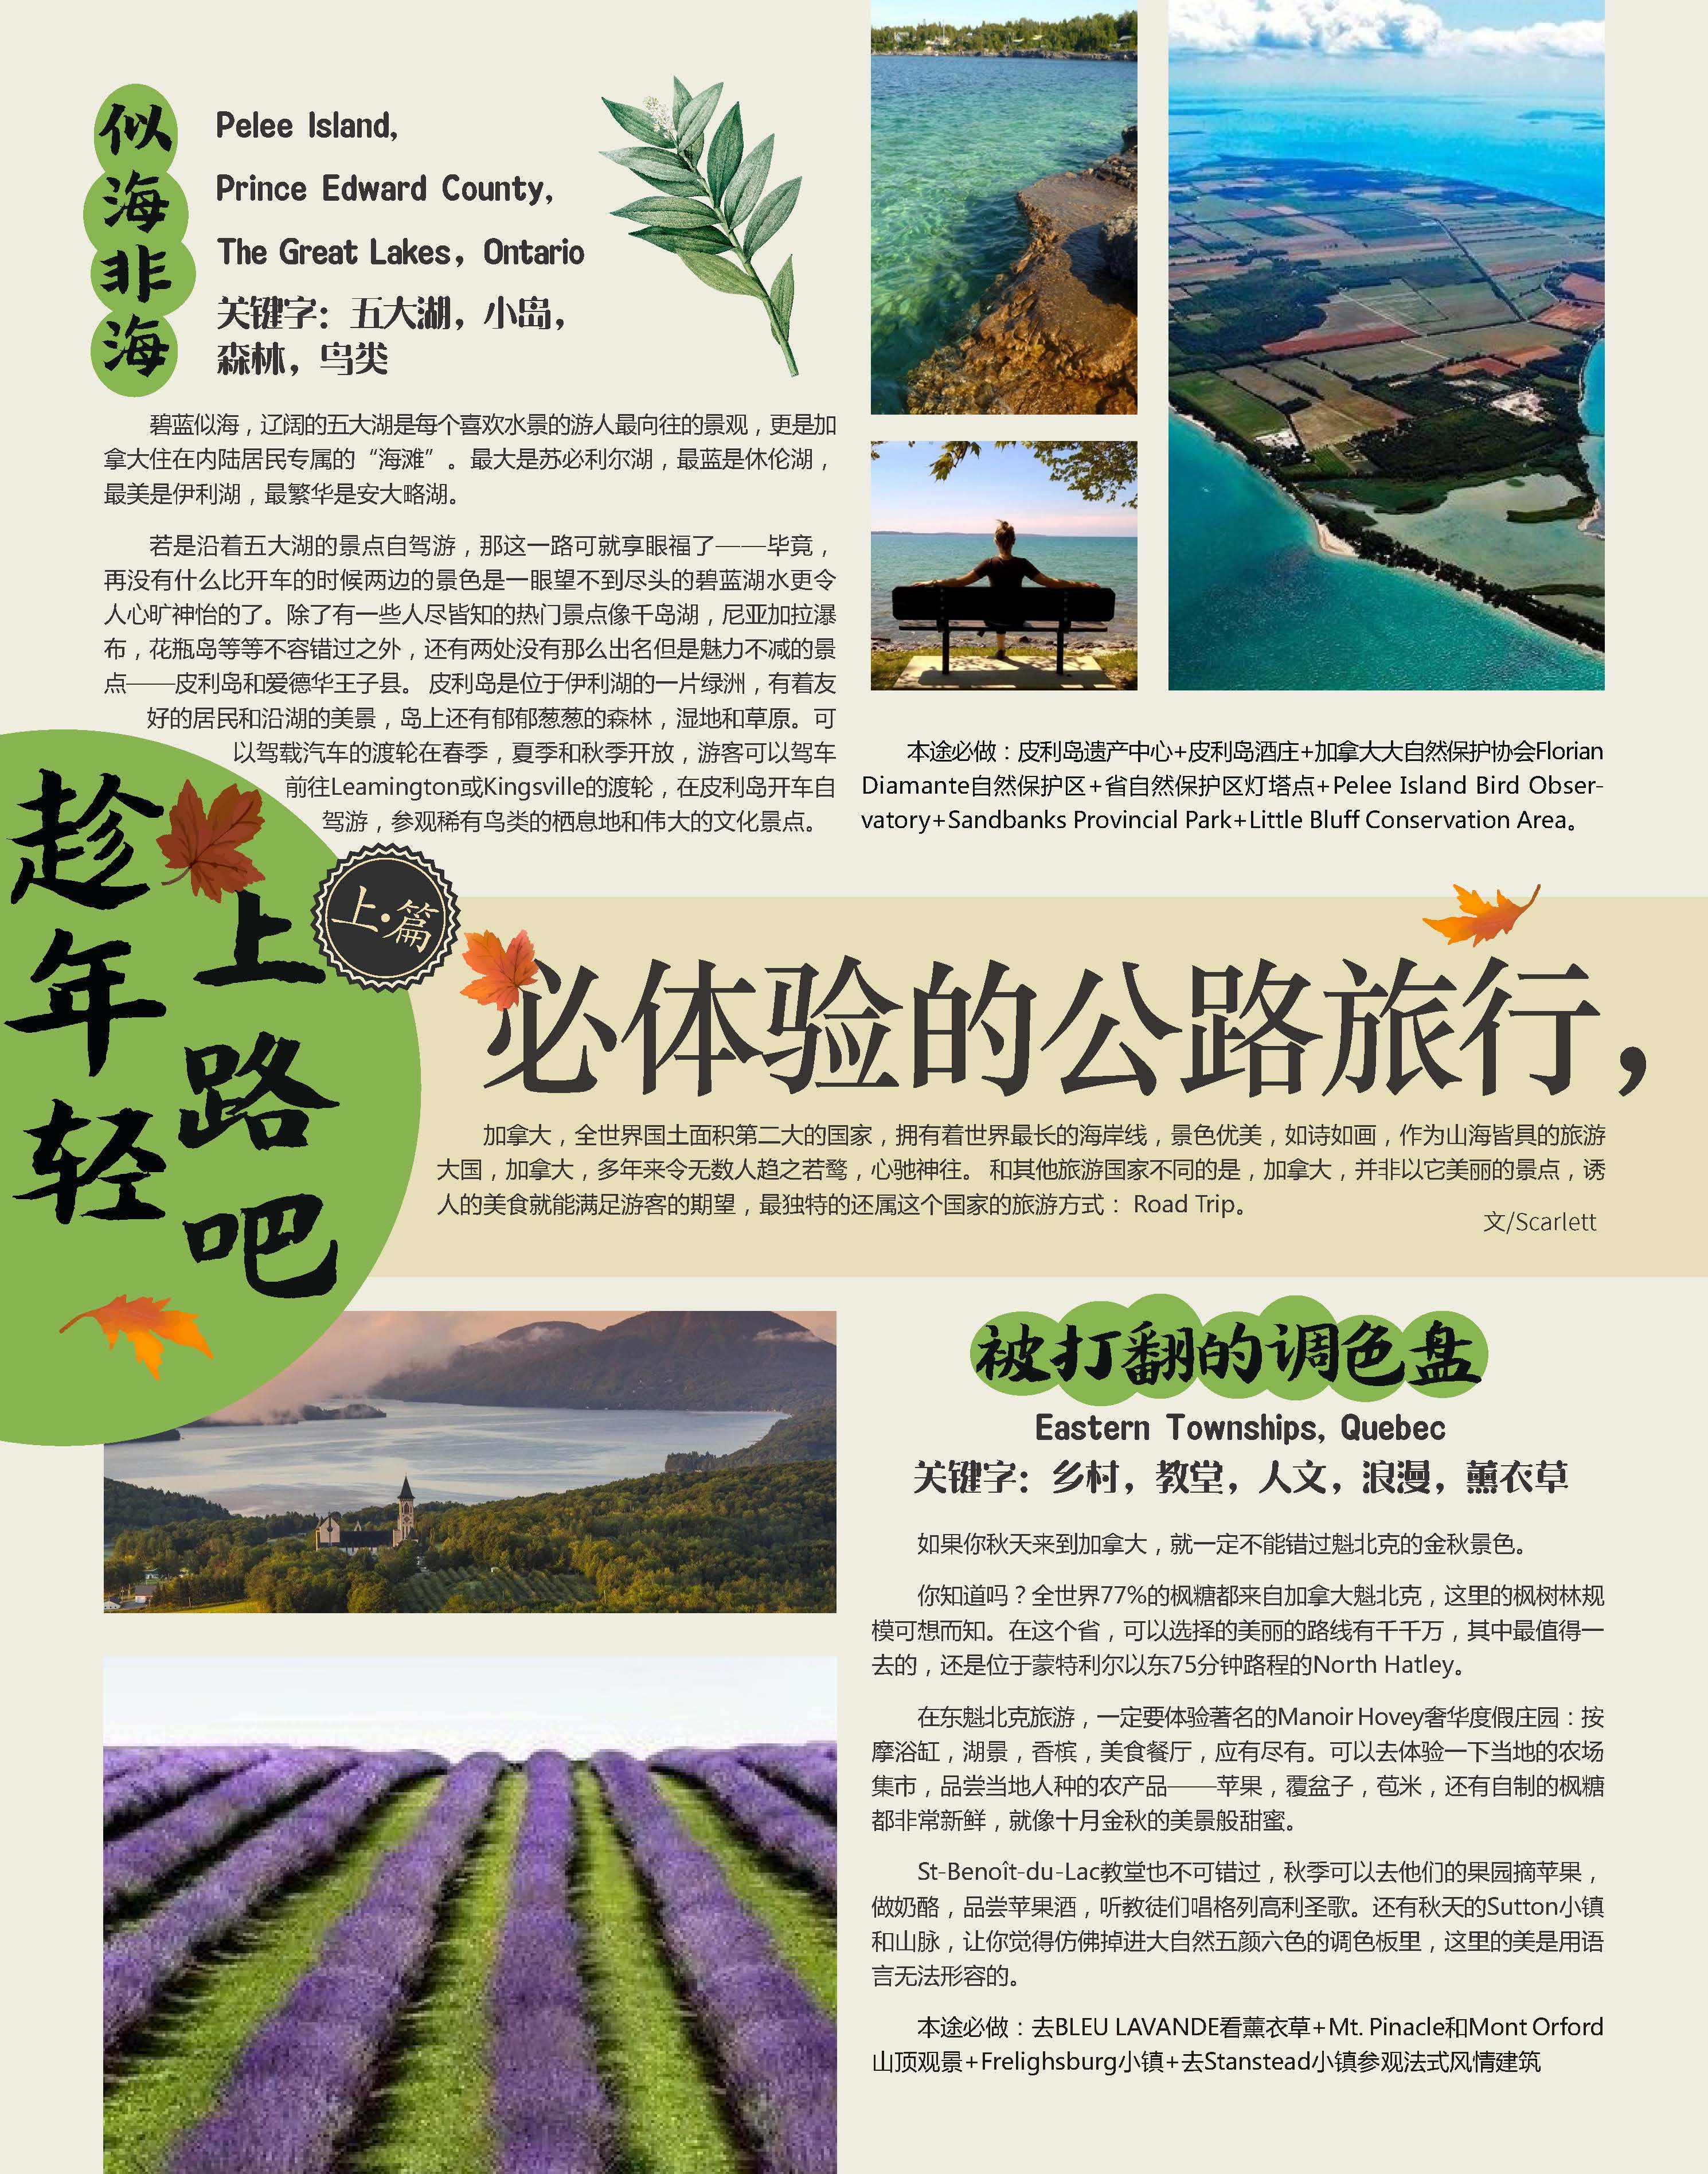 似
海
非
海
Pelee Island,
Prince Edward County,
The Great Lakes, Ontario
关键字：五大湖，小岛，
森林，鸟类
碧蓝似海，辽阔的五大湖是每个喜欢水景的游人最向往的景观，更是加
拿大住在内陆居民专属的“海滩”。最大是苏必利尔湖，最蓝是休伦湖，
最美是伊利湖，最繁华是安大略湖。
若是沿着五大湖的景点自驾游，那这一路可就享眼福了——毕竟，
再没有什么比开车的时候两边的景色是一眼望不到尽头的碧蓝湖水更令
人心旷神怡的了。除了有一些人尽皆知的热门景点像千岛湖，尼亚加拉瀑
布，花瓶岛等等不容错过之外，还有两处没有那么出名但是魅力不减的景
点——皮利岛和爱德华王子县。 皮利岛是位于伊利湖的一片绿洲，有着友
好的居民和沿湖的美景，岛上还有郁郁葱葱的森林，湿地和草原。可
以驾载汽车的渡轮在春季，夏季和秋季开放，游客可以驾车
前往Leamington或Kingsville的渡轮，在皮利岛开车自
驾游，参观稀有鸟类的栖息地和伟大的文化景点。
本途必做：皮利岛遗产中心+皮利岛酒庄+加拿大大自然保护协会Florian
Diamante自然保护区+省自然保护区灯塔点+Pelee Island Bird Obser-
vatory+Sandbanks Provincial Park+Little Bluff Conservation Area。
上·篇
必体验的公路旅行，
趁年轻
上路吧
加拿大，全世界国土面积第二大的国家，拥有着世界最长的海岸线，景色优美，如诗如画，作为山海皆具的旅游
大国，加拿大，多年来令无数人趋之若鹜，心驰神往。 和其他旅游国家不同的是，加拿大，并非以它美丽的景点，诱
人的美食就能满足游客的期望，最独特的还属这个国家的旅游方式： Road Trip。
文/Scarlett
被打翻的调色盘
Eastern Townships, Quebec
关键字：乡村，教堂，人文，浪漫，薰衣草
如果你秋天来到加拿大，就一定不能错过魁北克的金秋景色。
你知道吗？全世界77%的枫糖都来自加拿大魁北克，这里的枫树林规
模可想而知。在这个省，可以选择的美丽的路线有千千万，其中最值得一
去的，还是位于蒙特利尔以东75分钟路程的North Hatley。
在东魁北克旅游，一定要体验著名的Manoir Hovey奢华度假庄园：按
摩浴缸，湖景，香槟，美食餐厅，应有尽有。可以去体验一下当地的农场
集市，品尝当地人种的农产品——苹果，覆盆子，苞米，还有自制的枫糖
都非常新鲜，就像十月金秋的美景般甜蜜。
St-Benoît-du-Lac教堂也不可错过，秋季可以去他们的果园摘苹果，
做奶酪，品尝苹果酒，听教徒们唱格列高利圣歌。还有秋天的Sutton小镇
和山脉，让你觉得仿佛掉进大自然五颜六色的调色板里，这里的美是用语
言无法形容的。
本途必做：去BLEU LAVANDE看薰衣草+Mt. Pinacle和Mont Orford
山顶观景+Frelighsburg小镇+去Stanstead小镇参观法式风情建筑